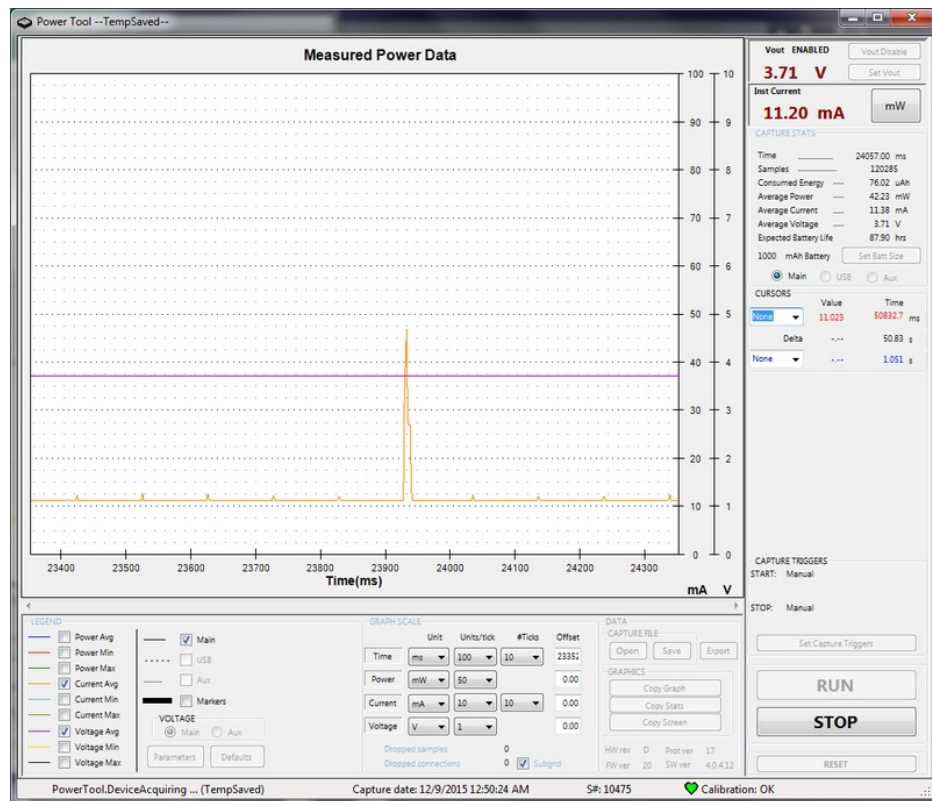 Power Tool --TempSaved--
Measured Power Data
100 10
90 9
80 8
70 7
60 6
50 5
40 4
30 3
20 2
10 1
0 0
23400 23500 23600 23700 23800 23900 24000 24100 24200 24300
Time(ms)
mA V
Vout ENABLED Vout Disable
3.71 V Set Vout
Inst Current
11.20 mA mW
CAPTURE STATS
Time 24057.00 ms
Samples 120285
Consumed Energy 76.02 uAh
Average Power 42.23 mW
Average Current 11.38 mA
Average Voltage 3.71 V
Expected Battery Life 87.90 hrs
1000 mAh Battery Set Batt Size
Main USB Aux
CURSORS
Value Time
None 11.023 50832.7 ms
Delta -.-- 50.83 s
None -.-- 1.051 s
CAPTURE TRIGGERS
START: Manual
STOP: Manual
Set Capture Triggers
RUN
STOP
RESET
LEGEND
Power Avg
Power Min
Power Max
Current Avg
Current Min
Current Max
Voltage Avg
Voltage Min
Voltage Max
Main
USB
Aux
Markers
VOLTAGE
Main Aux
Parameters Defaults
GRAPH SCALE
Unit Units/tick #Ticks Offset
Time ms 100 10 23352
Power mW 50 0.00
Current mA 10 10 0.00
Voltage V 1 0.00
Dropped samples 0
Dropped connections 0 Subgrid
DATA
CAPTURE FILE
Open Save Export
GRAPHICS
Copy Graph
Copy Stats
Copy Screen
HW rev D Prot ver 17
FW ver 20 SW ver 4.0.4.12
PowerTool.DeviceAcquiring ... (TempSaved) Capture date: 12/9/2015 12:50:24 AM S#: 10475 Calibration: OK